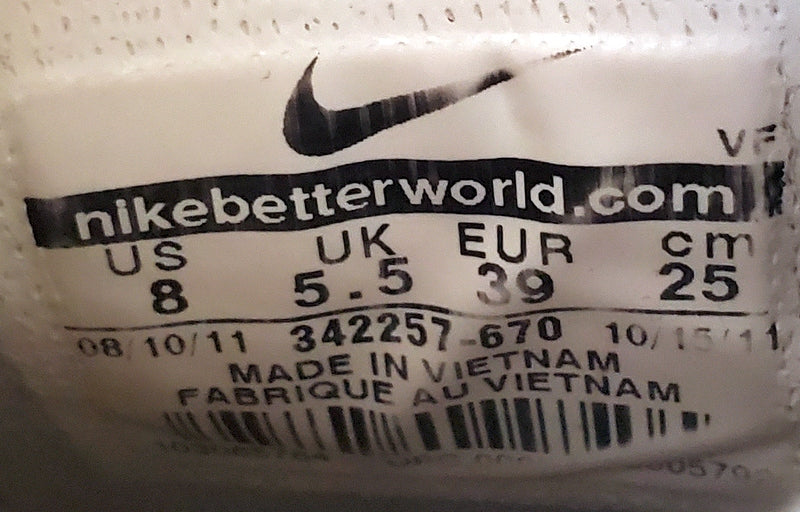 VF
nikebetterworld.com
US UK EUR cm
8 5.5 39 25
08/10/11 342257-670 10/15/11
MADE IN VIETNAM
FABRIQUE AU VIETNAM